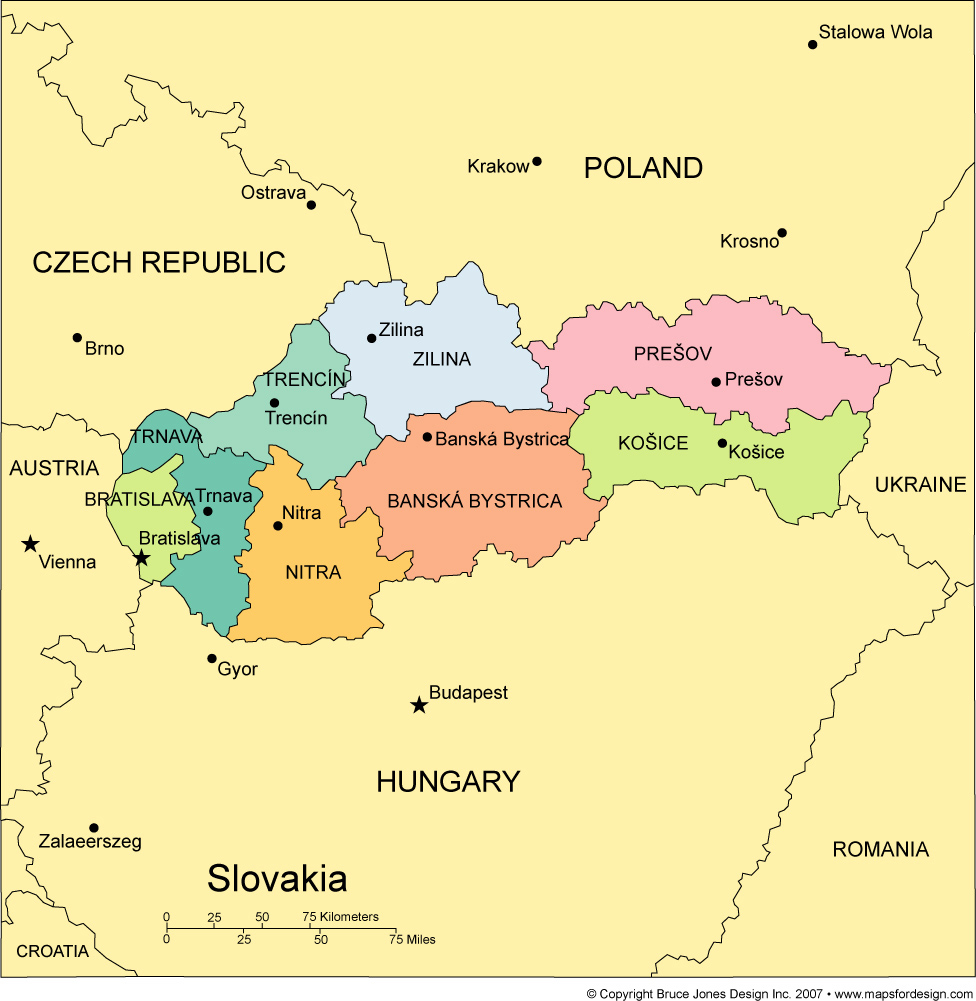 Stalowa Wola
Krakow
POLAND
Ostrava
Krosno
CZECH REPUBLIC
Zilina
Brno
ZILINA
PREŠOV
TRENCÍN
Prešov
Trencín
TRNAVA
Banská Bystrica
KOŠICE
Košice
AUSTRIA
UKRAINE
BRATISLAVA
Trnava
BANSKÁ BYSTRICA
Nitra
Bratislava
Vienna
NITRA
Gyor
Budapest
HUNGARY
Zalaeerszeg
ROMANIA
Slovakia
0 25 50 75 Kilometers
0 25 50 75 Miles
CROATIA
© Copyright Bruce Jones Design Inc. 2007 • www.mapsfordesign.com